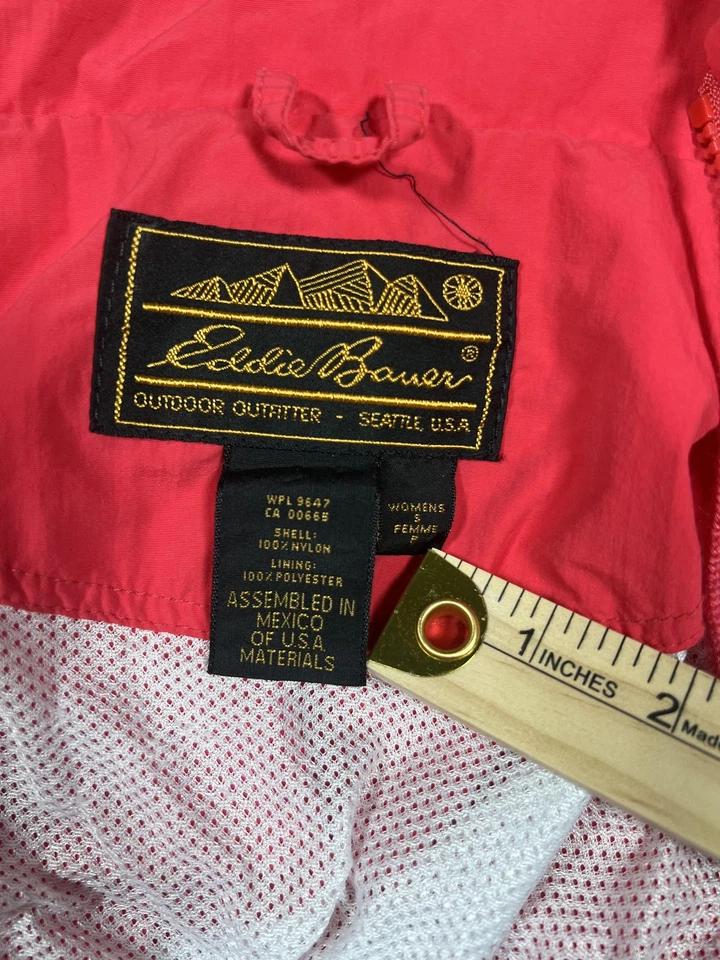 Eddie Bauer ®
OUTDOOR OUTFITTER - SEATTLE, U.S.A.
WPL 9647
CA 00665
SHELL:
100% NYLON
LINING:
100% POLYESTER
ASSEMBLED IN
MEXICO
OF U.S.A.
MATERIALS
WOMENS
S
FEMME
P
1 INCHES
2 Made